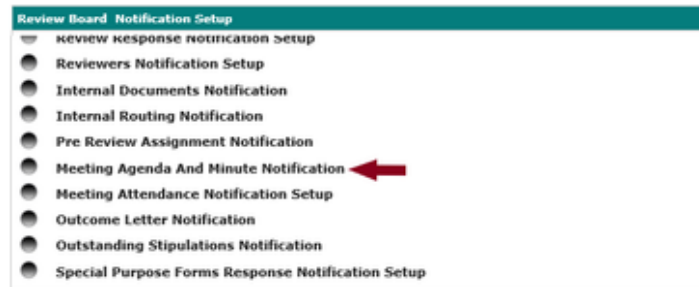 Review Board Notification Setup
Review Response Notification Setup
Reviewers Notification Setup
Internal Documents Notification
Internal Routing Notification
Pre Review Assignment Notification
Meeting Agenda And Minute Notification
Meeting Attendance Notification Setup
Outcome Letter Notification
Outstanding Stipulations Notification
Special Purpose Forms Response Notification Setup